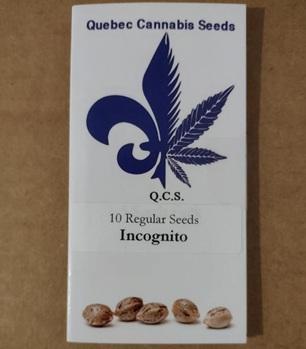 Quebec Cannabis Seeds
Q.C.S.
10 Regular Seeds
Incognito